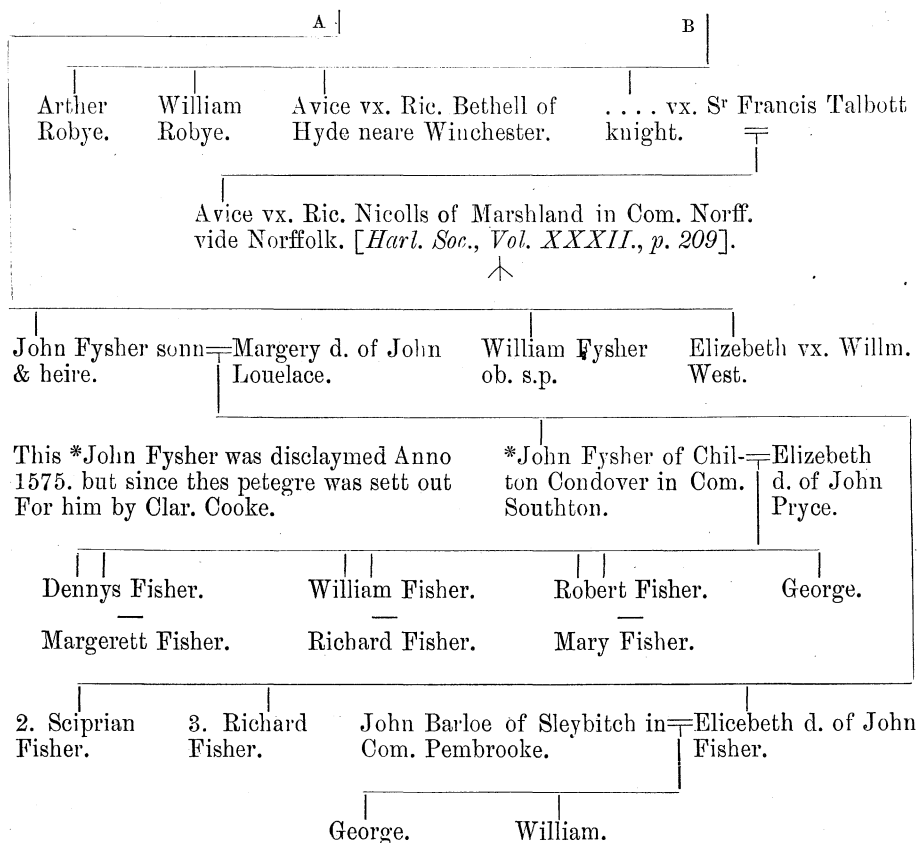 A B
Arther William Avice vx. Ric. Bethell of . . . . vx. Sr Francis Talbott
Robye. Robye. Hyde neare Winchester. knight.
Avice vx. Ric. Nicolls of Marshland in Com. Norff.
vide Norffolk. [Harl. Soc., Vol. XXXII., p. 209].
John Fysher sonn Margery d. of John William Fysher Elizebeth vx. Willm.
& heire. Louelace. ob. s.p. West.
This *John Fysher was disclaymed Anno *John Fysher of Chil- Elizebeth
1575. but since thes petegre was sett out ton Condover in Com. d. of John
For him by Clar. Cooke. Southton. Pryce.
Dennys Fisher. William Fisher. Robert Fisher. George.
Margerett Fisher. Richard Fisher. Mary Fisher.
2. Sciprian 3. Richard John Barloe of Sleybitch in Elicebeth d. of John
Fisher. Fisher. Com. Pembrooke. Fisher.
George. William.